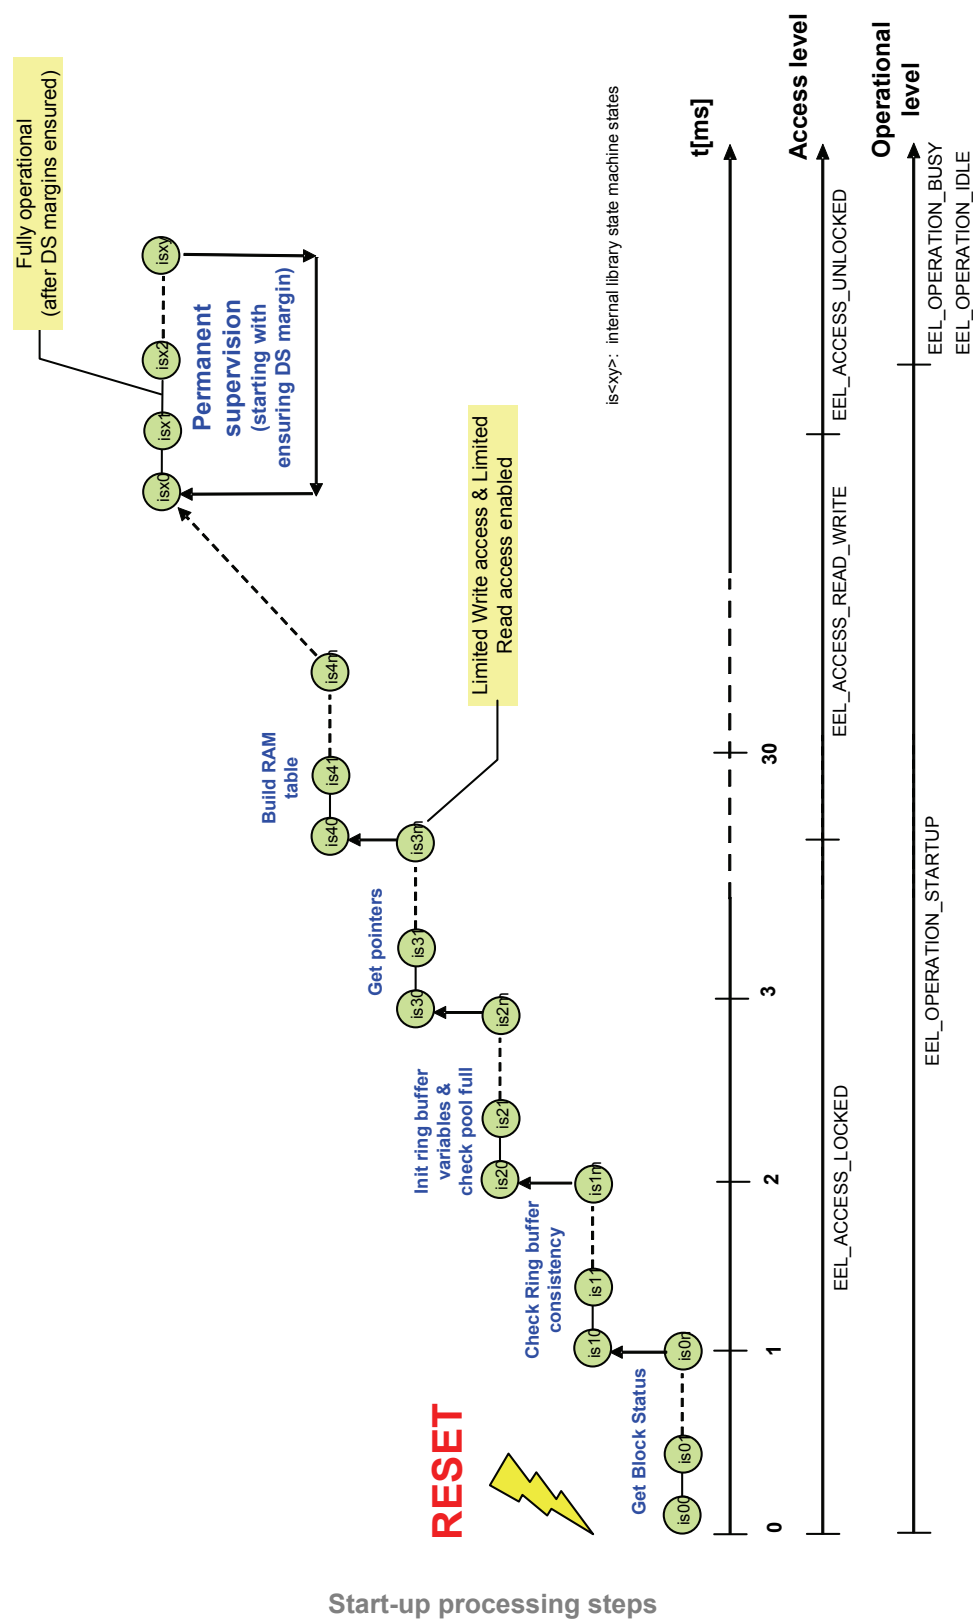 Start-up processing steps
Fully operational
(after DS margins ensured)
isx0
isx1
isx2
isxy
Permanent
supervision
(starting with
ensuring DS margin)
Build RAM
table
is40
is41
is4m
Get pointers
is30
is31
is3m
Limited Write access & Limited
Read access enabled
Init ring buffer
variables &
check pool full
is20
is21
is2m
Check Ring buffer
consistency
is10
is11
is1m
RESET
Get Block Status
is00
is01
is0n
is<xy>: internal library state machine states
0
1
2
3
30
t[ms]
EEL_ACCESS_LOCKED
EEL_ACCESS_READ_WRITE
EEL_ACCESS_UNLOCKED
Access level
EEL_OPERATION_STARTUP
EEL_OPERATION_BUSY
EEL_OPERATION_IDLE
Operational
level